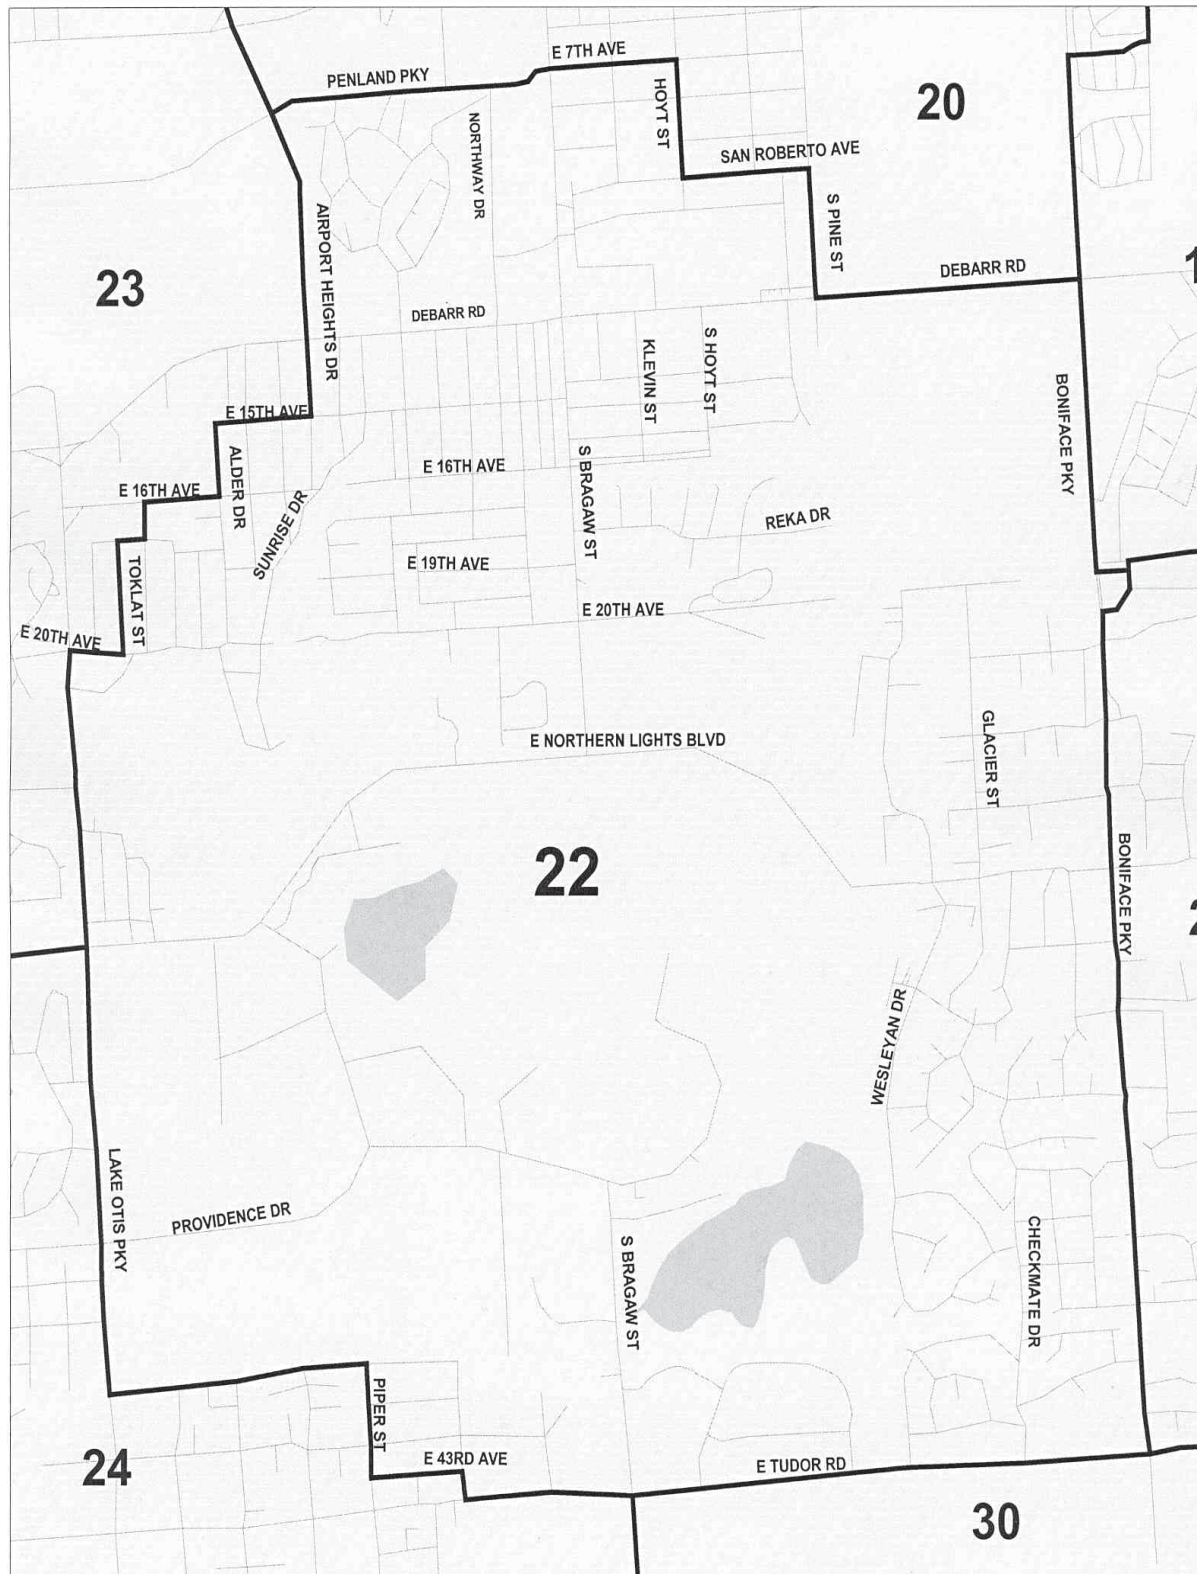 E 7TH AVE
PENLAND PKY
20
HOYT ST
NORTHWAY DR
SAN ROBERTO AVE
S PINE ST
AIRPORT HEIGHTS DR
23
DEBARR RD
1
DEBARR RD
KLEVIN ST
S HOYT ST
BONIFACE PKY
E 15TH AVE
ALDER DR
E 16TH AVE
S BRAGAW ST
E 16TH AVE
SUNRISE DR
REKA DR
TOKLAT ST
E 19TH AVE
E 20TH AVE
E 20TH AVE
E NORTHERN LIGHTS BLVD
GLACIER ST
22
BONIFACE PKY
2
WESLEYAN DR
LAKE OTIS PKY
PROVIDENCE DR
S BRAGAW ST
CHECKMATE DR
PIPER ST
24
E 43RD AVE
E TUDOR RD
30